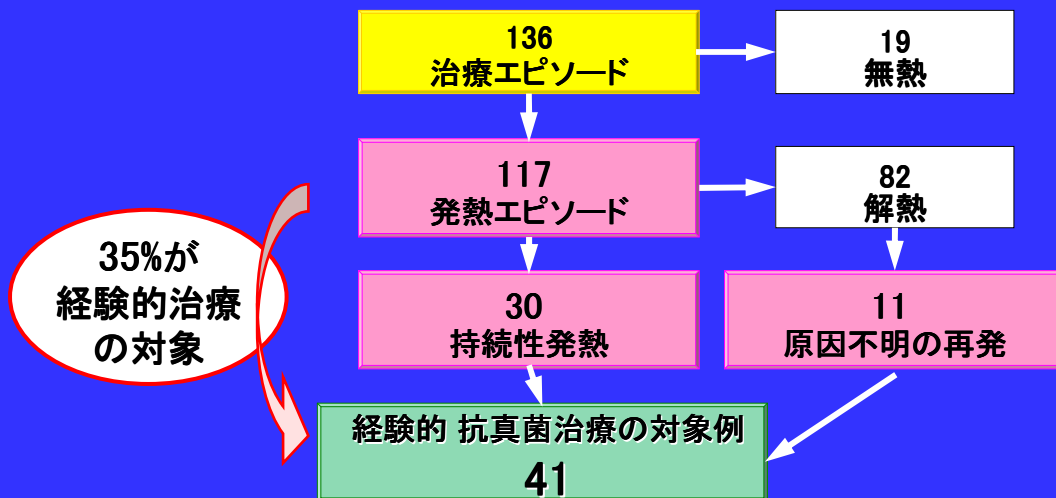 136
治療エピソード
19
無熱
117
発熱エピソード
82
解熱
35%が
経験的治療
の対象
30
持続性発熱
11
原因不明の再発
経験的 抗真菌治療の対象例
41